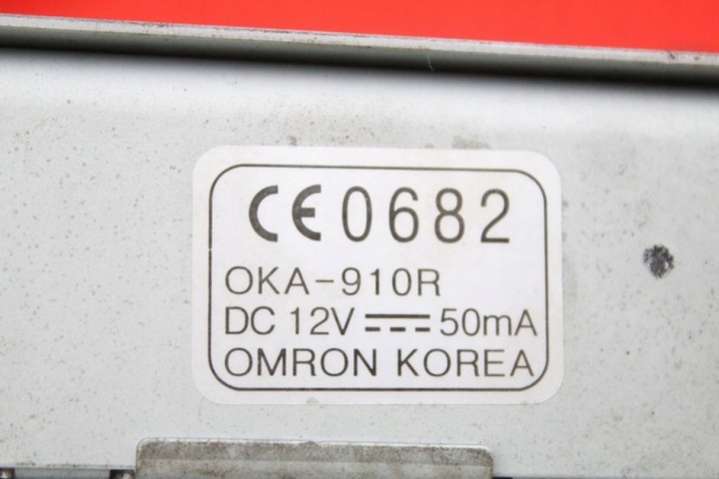 CE 0682
OKA-910R
DC 12V ⎓ 50mA
OMRON KOREA